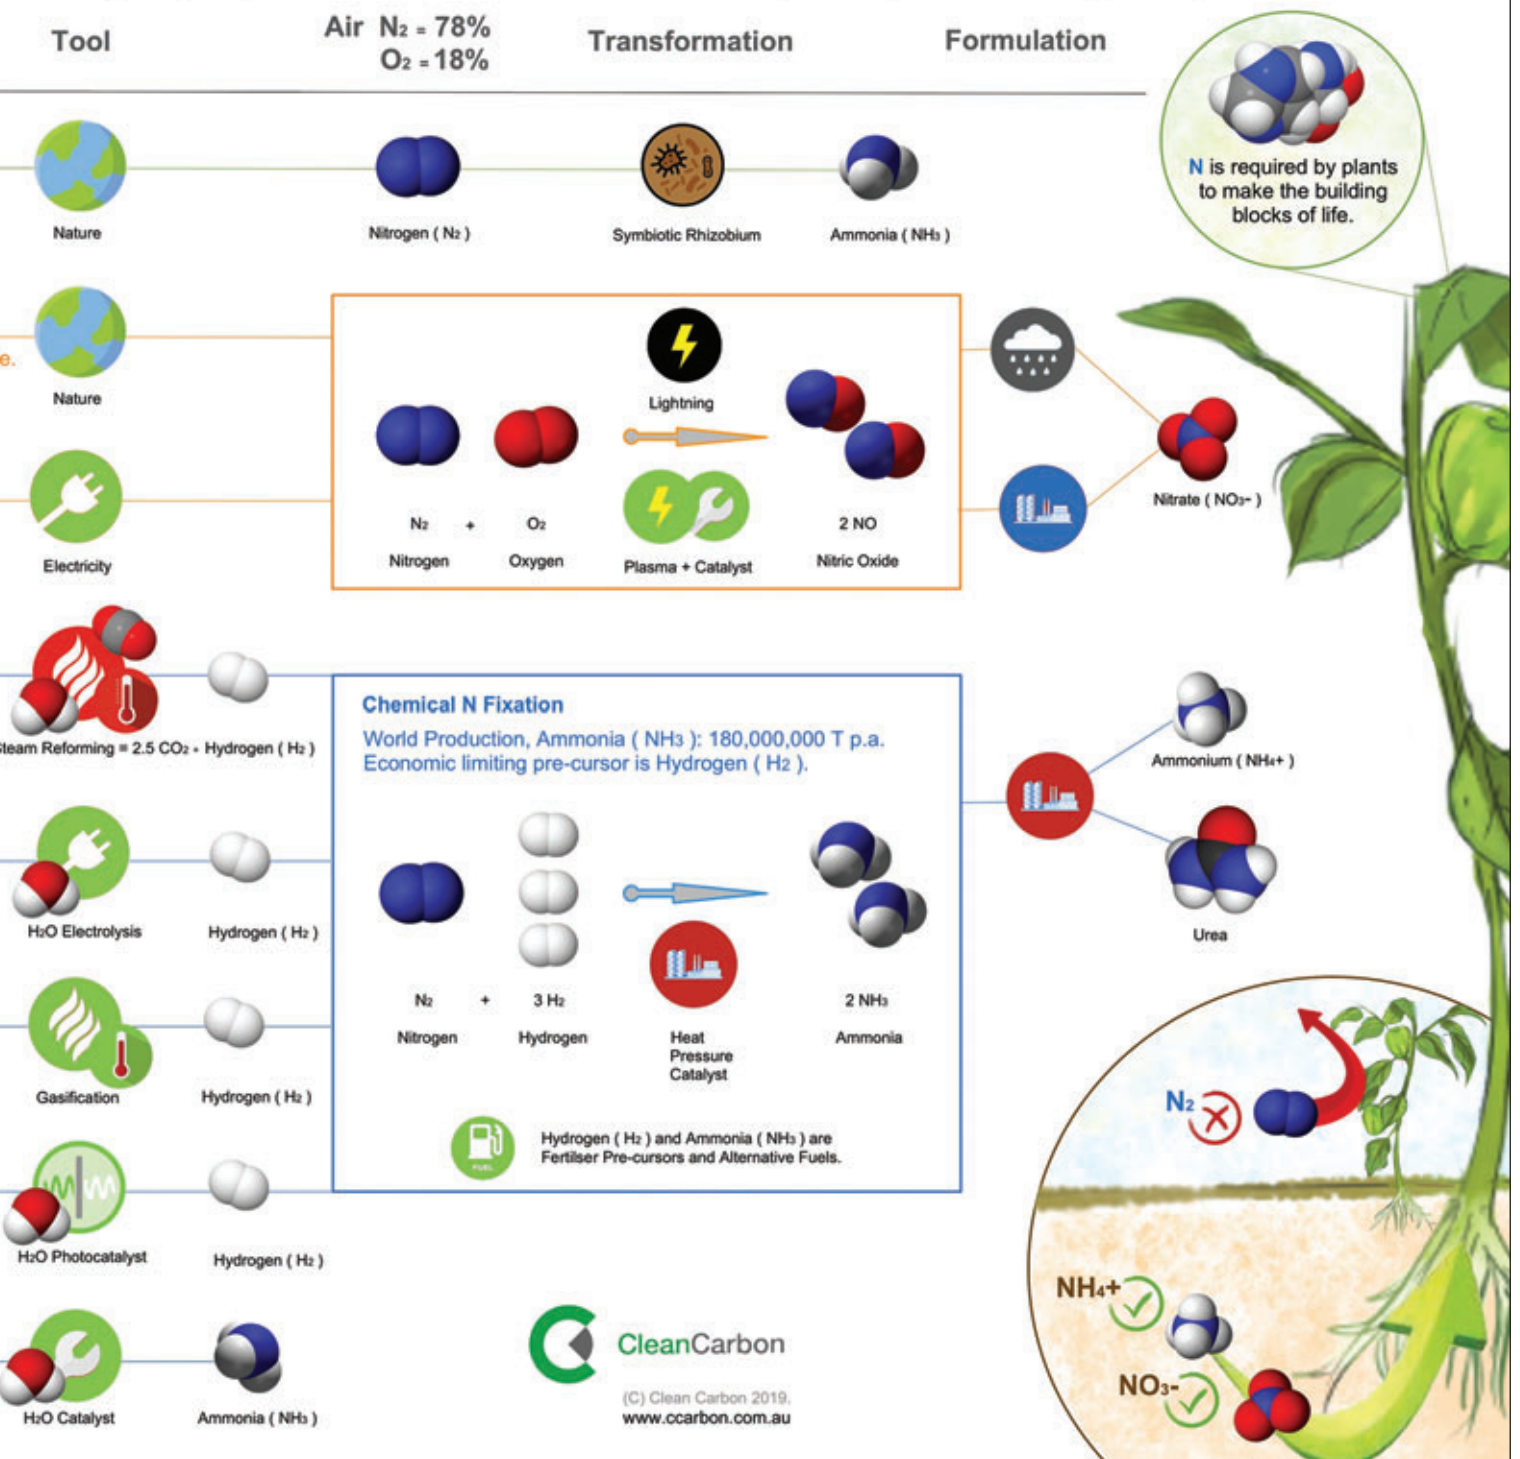 Tool
Air N₂ = 78%
O₂ = 18%
Transformation
Formulation
N is required by plants
to make the building
blocks of life.
Nature
Nitrogen ( N₂ )
Symbiotic Rhizobium
Ammonia ( NH₃ )
e.
Nature
Lightning
N₂ + O₂
2 NO
Nitrogen
Oxygen
Plasma + Catalyst
Nitric Oxide
Electricity
Nitrate ( NO₃- )
Steam Reforming = 2.5 CO₂ + Hydrogen ( H₂ )
Chemical N Fixation
World Production, Ammonia ( NH₃ ): 180,000,000 T p.a.
Economic limiting pre-cursor is Hydrogen ( H₂ ).
Ammonium ( NH₄+ )
H₂O Electrolysis
Hydrogen ( H₂ )
Urea
N₂ + 3 H₂
2 NH₃
Nitrogen
Hydrogen
Heat
Pressure
Catalyst
Ammonia
Gasification
Hydrogen ( H₂ )
FUEL
Hydrogen ( H₂ ) and Ammonia ( NH₃ ) are
Fertilser Pre-cursors and Alternative Fuels.
N₂
H₂O Photocatalyst
Hydrogen ( H₂ )
NH₄+
NO₃-
H₂O Catalyst
Ammonia ( NH₃ )
CleanCarbon
(C) Clean Carbon 2019.
www.ccarbon.com.au